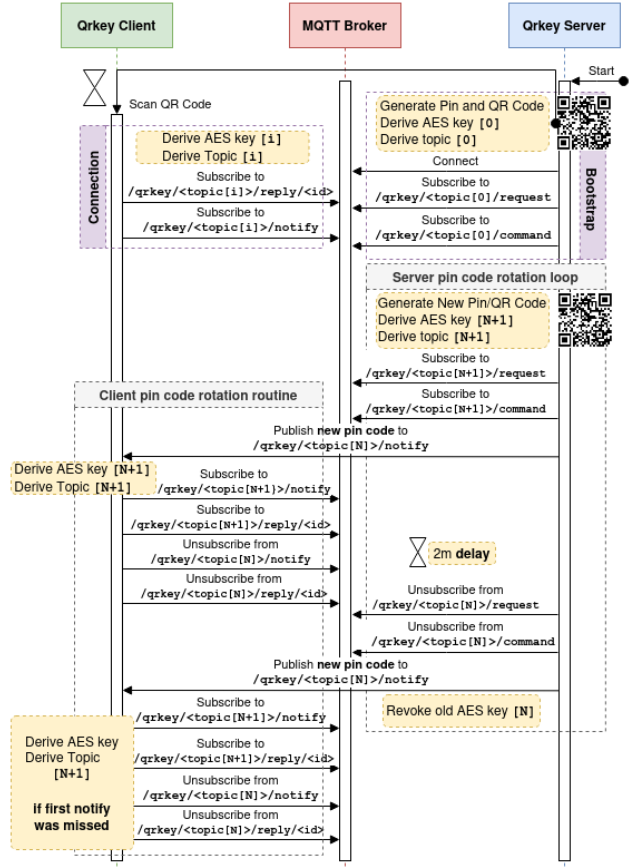 Qrkey Client
MQTT Broker
Qrkey Server
Start
Scan QR Code
Generate Pin and QR Code
Derive AES key [0]
Derive topic [0]
Derive AES key [i]
Derive Topic [i]
Connection
Bootstrap
Connect
Subscribe to
/qrkey/<topic[i]>/reply/<id>
Subscribe to
/qrkey/<topic[0]/request
Subscribe to
/qrkey/<topic[i]>/notify
Subscribe to
/qrkey/<topic[0]/command
Server pin code rotation loop
Generate New Pin/QR Code
Derive AES key [N+1]
Derive topic [N+1]
Subscribe to
/qrkey/<topic[N+1]>/request
Subscribe to
/qrkey/<topic[N+1]>/command
Client pin code rotation routine
Publish new pin code to
/qrkey/<topic[N]>/notify
Derive AES key [N+1]
Derive Topic [N+1]
Subscribe to
/qrkey/<topic[N+1}>/notify
Subscribe to
/qrkey/<topic[N+1]>/reply/<id>
Unsubscribe from
/qrkey/<topic[N]>/notify
2m delay
Unsubscribe from
/qrkey/<topic[N]>/reply/<id>
Unsubscribe from
/qrkey/<topic[N]>/request
Unsubscribe from
/qrkey/<topic[N]>/command
Publish new pin code to
/qrkey/<topic[N]>/notify
Revoke old AES key [N]
Subscribe to
/qrkey/<topic[N+1]>/notify
Derive AES key
Derive Topic
[N+1]
if first notify
was missed
Subscribe to
/qrkey/<topic[N+1]>/reply/<id>
Unsubscribe from
/qrkey/<topic[N]>/notify
Unsubscribe from
/qrkey/<topic[N]>/reply/<id>